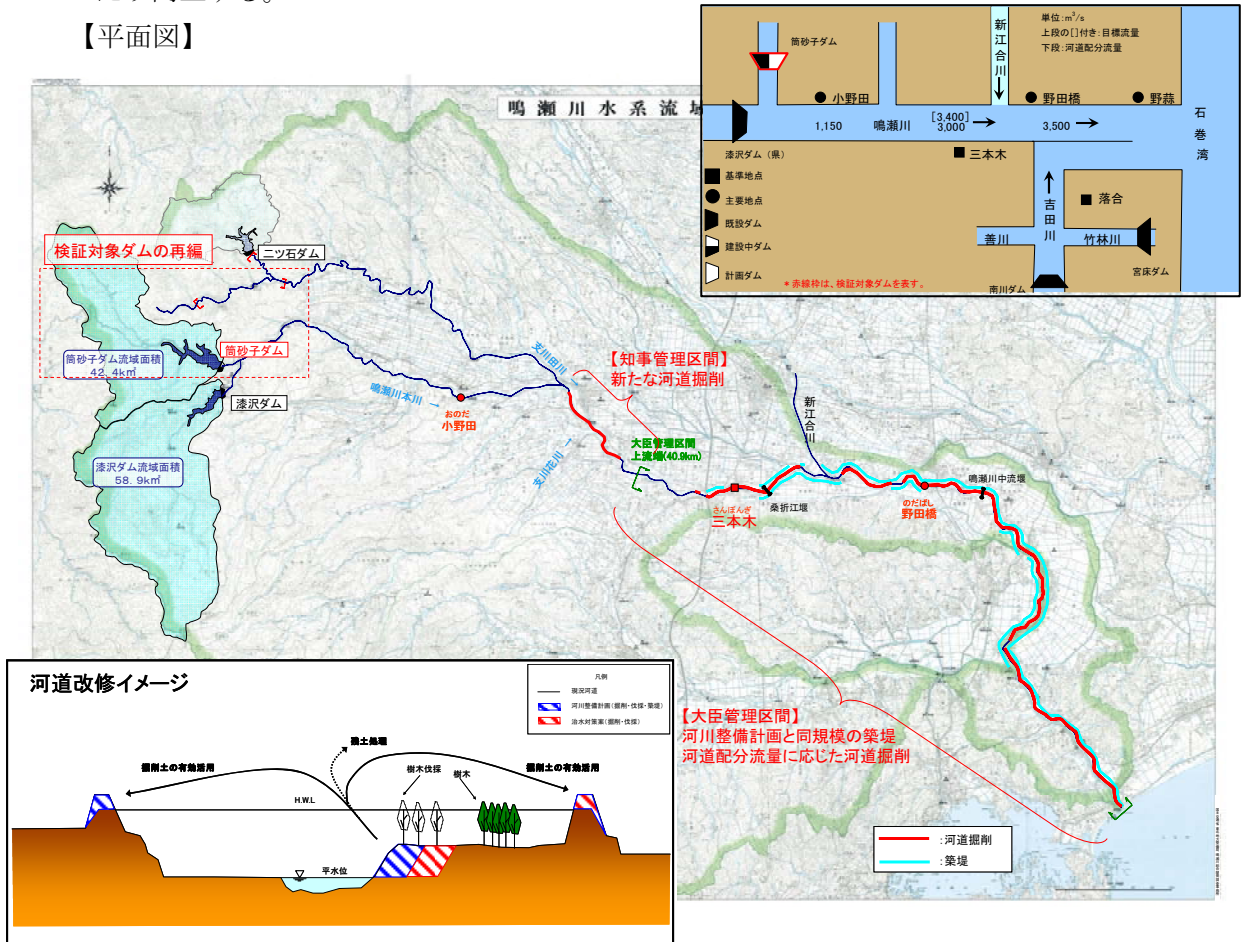 【平面図】
単位:m³/s
上段の[]付き:目標流量
下段:河道配分流量
新江合川
筒砂子ダム
小野田
野田橋
野蒜
1,150
鳴瀬川
[3,400]
3,000
3,500
石巻湾
漆沢ダム(県)
三本木
基準地点
主要地点
既設ダム
建設中ダム
計画ダム
吉田川
落合
善川
竹林川
宮床ダム
南川ダム
*赤線枠は、検証対象ダムを表す。
鳴瀬川水系流域
検証対象ダムの再編
二ツ石ダム
筒砂子ダム流域面積
42.4km²
筒砂子ダム
漆沢ダム
漆沢ダム流域面積
58.9km²
支川田川
鳴瀬川本川
おのだ
小野田
支川花川
【知事管理区間】
新たな河道掘削
大臣管理区間
上流端(40.9km)
新江合川
さんぼんぎ
三本木
桑折江堰
のだばし
野田橋
鳴瀬川中流堰
【大臣管理区間】
河川整備計画と同規模の築堤
河道配分流量に応じた河道掘削
:河道掘削
:築堤
河道改修イメージ
凡例
現況河道
河川整備計画(掘削・伐採・築堤)
治水対策案(掘削・伐採)
残土処理
掘削土の有効活用
掘削土の有効活用
樹木伐採
樹木
H.W.L
平水位